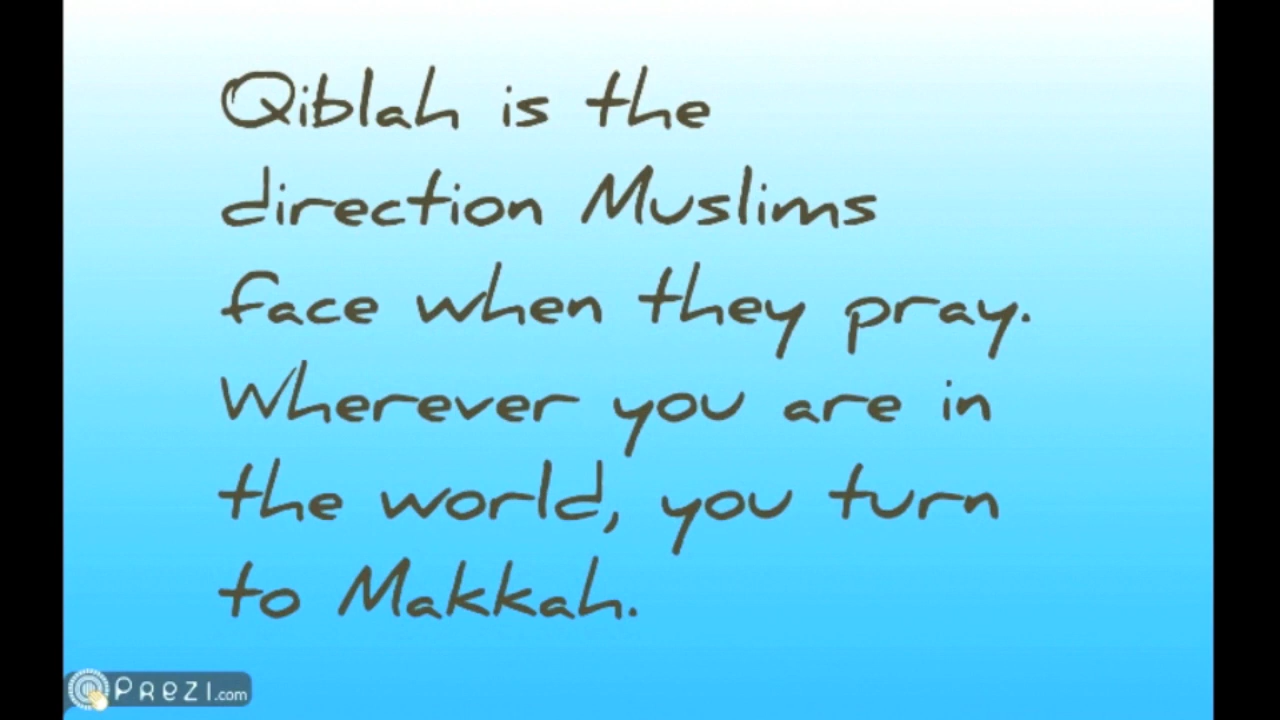 Qiblah is the
direction Muslims
face when they pray.
Wherever you are in
the world, you turn
to Makkah.
PREZI.com